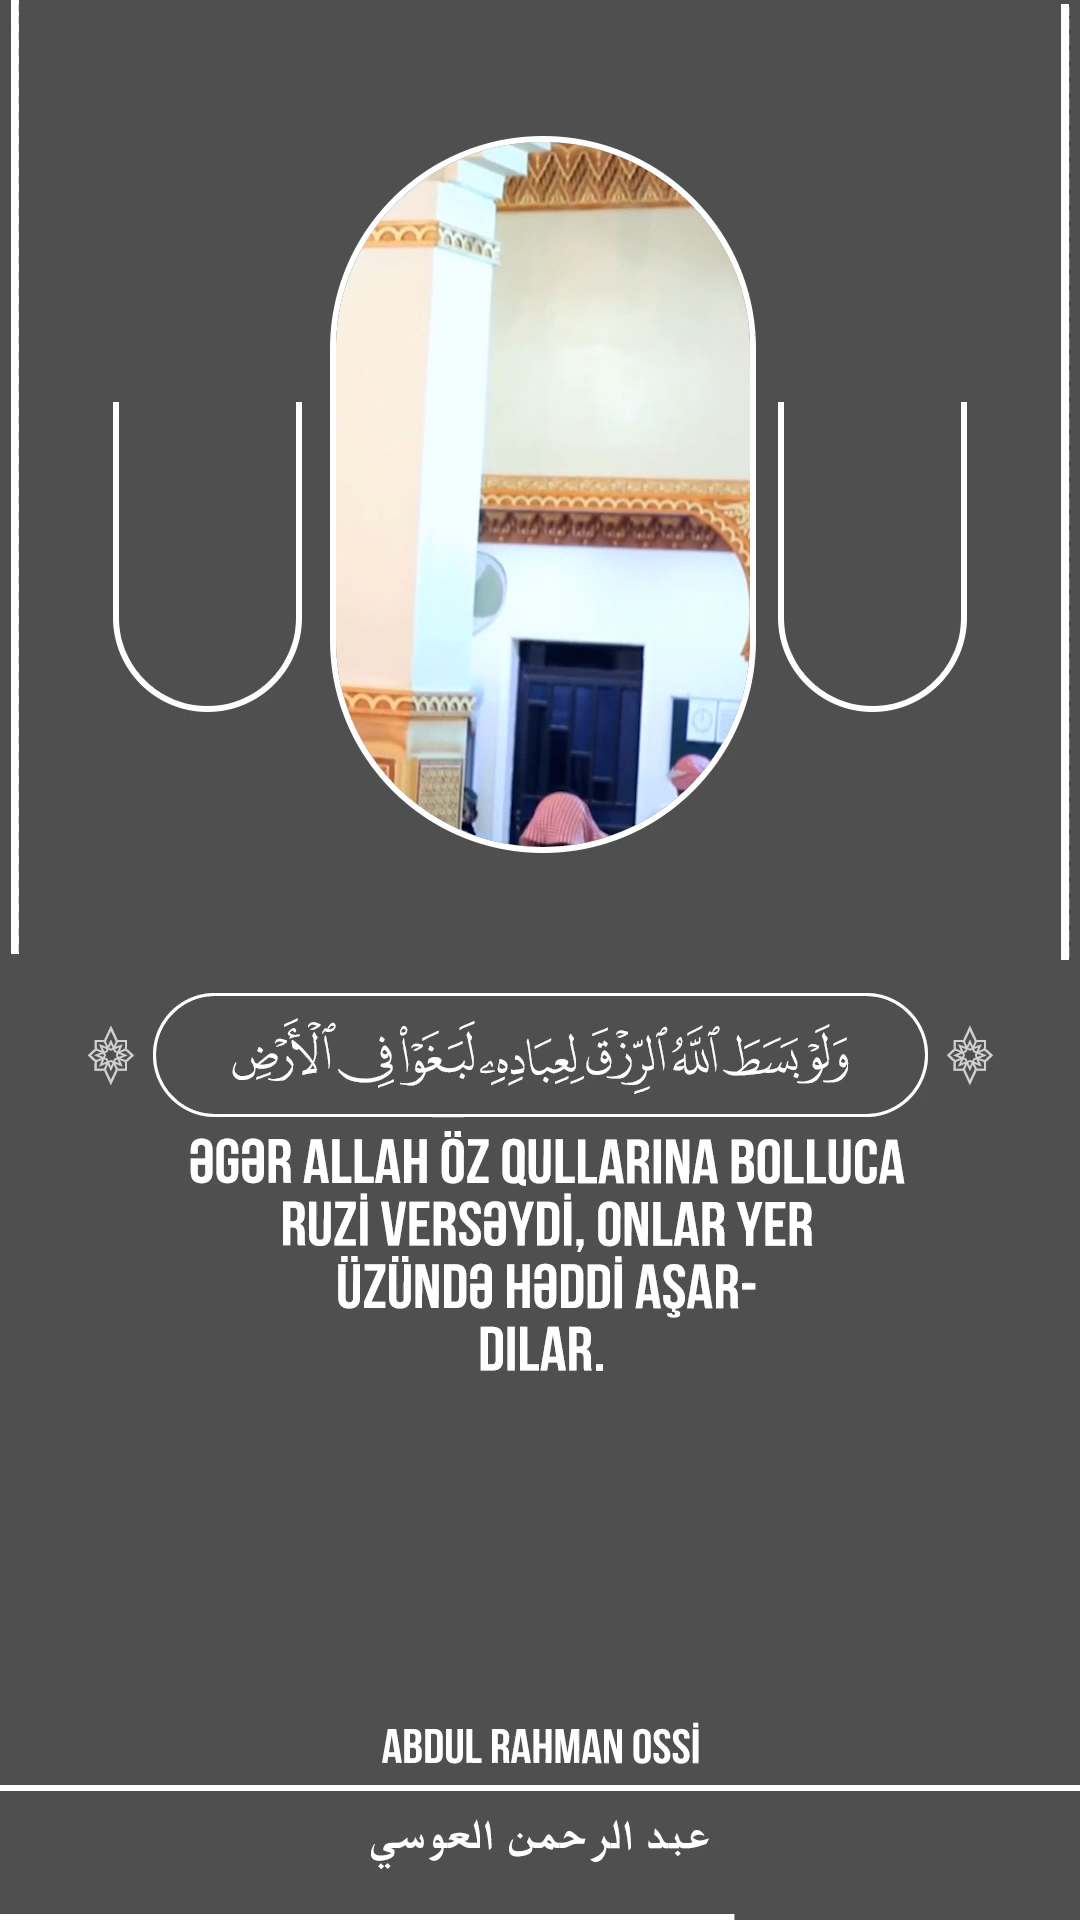 وَلَوْ بَسَطَ ٱللَّهُ ٱلرِّزْقَ لِعِبَادِهِۦ لَبَغَوْا۟ فِى ٱلْأَرْضِ
ƏGƏR ALLAH ÖZ QULLARINA BOLLUCA
RUZİ VERSƏYDİ, ONLAR YER
ÜZÜNDƏ HƏDDİ AŞAR-
DILAR.
ABDUL RAHMAN OSSİ
عبد الرحمن العوسي